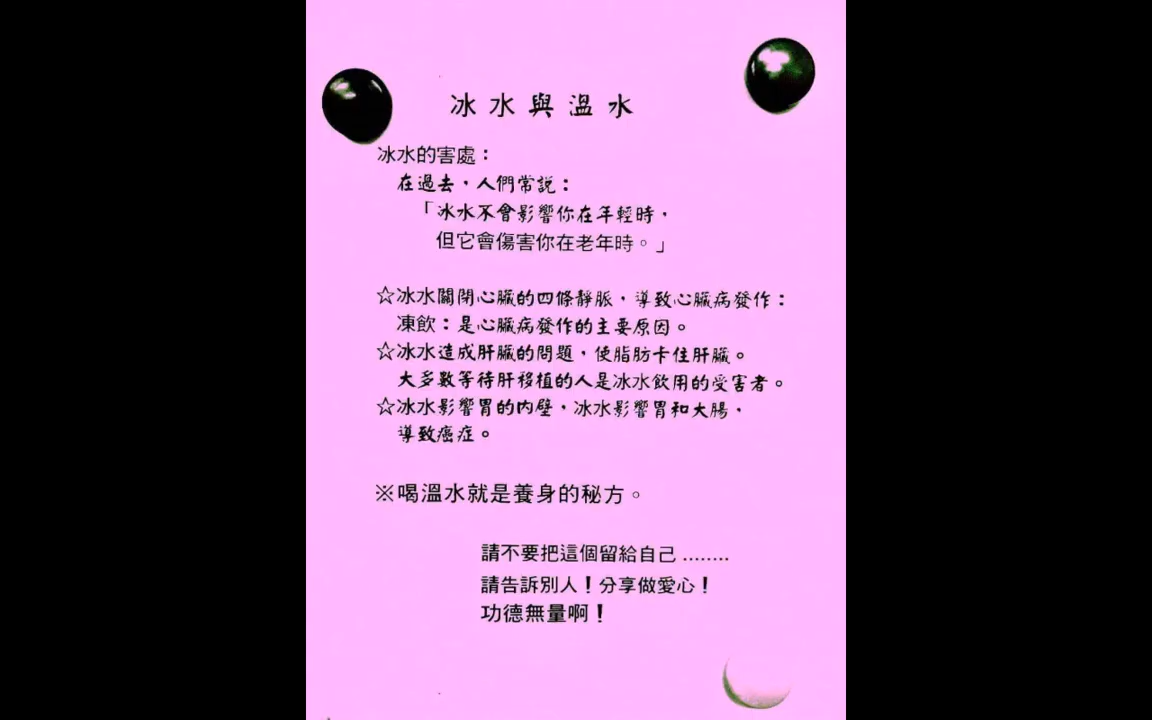 冰水與溫水
冰水的害處：
在過去，人們常說：
「冰水不會影響你在年輕時，
但它會傷害你在老年時。」
☆冰水關閉心臟的四條靜脈，導致心臟病發作：
凍飲：是心臟病發作的主要原因。
☆冰水造成肝臟的問題，使脂肪卡住肝臟。
大多數等待肝移植的人是冰水飲用的受害者。
☆冰水影響胃的內壁，冰水影響胃和大腸，
導致癌症。
※喝溫水就是養身的秘方。
請不要把這個留給自己........
請告訴別人！分享做愛心！
功德無量啊！